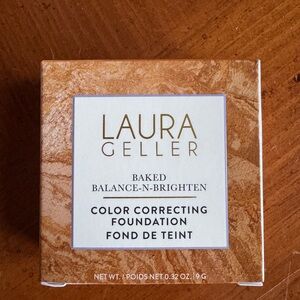 LAURA
GELLER
BAKED
BALANCE-N-BRIGHTEN
COLOR CORRECTING
FOUNDATION
FOND DE TEINT
NET WT. / POIDS NET 0.32 OZ. 9 G